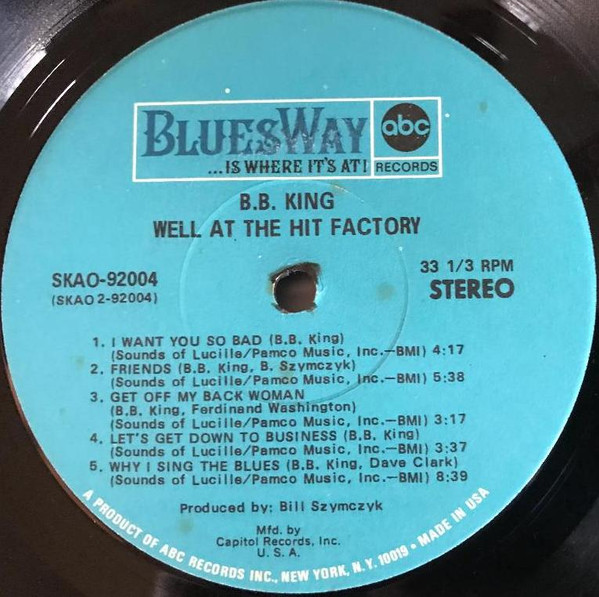 BLUESWAY
...IS WHERE IT'S AT!
abc
RECORDS
B.B. KING
WELL AT THE HIT FACTORY
SKAO-92004
(SKAO 2-92004)
33 1/3 RPM
STEREO
1. I WANT YOU SO BAD (B.B. King)
(Sounds of Lucille/Pamco Music, Inc.—BMI) 4:17
2. FRIENDS (B.B. King, B. Szymczyk)
(Sounds of Lucille/Pamco Music, Inc.—BMI) 5:38
3. GET OFF MY BACK WOMAN
(B.B. King, Ferdinand Washington)
(Sounds of Lucille/Pamco Music, Inc.—BMI) 3:17
4. LET'S GET DOWN TO BUSINESS (B.B. King)
(Sounds of Lucille/Pamco Music, Inc.—BMI) 3:37
5. WHY I SING THE BLUES (B.B. King, Dave Clark)
(Sounds of Lucille/Pamco Music, Inc.—BMI) 8:39
Produced by: Bill Szymczyk
Mfd. by
Capitol Records, Inc.
U. S. A.
A PRODUCT OF ABC RECORDS INC., NEW YORK, N.Y. 10019 • MADE IN USA